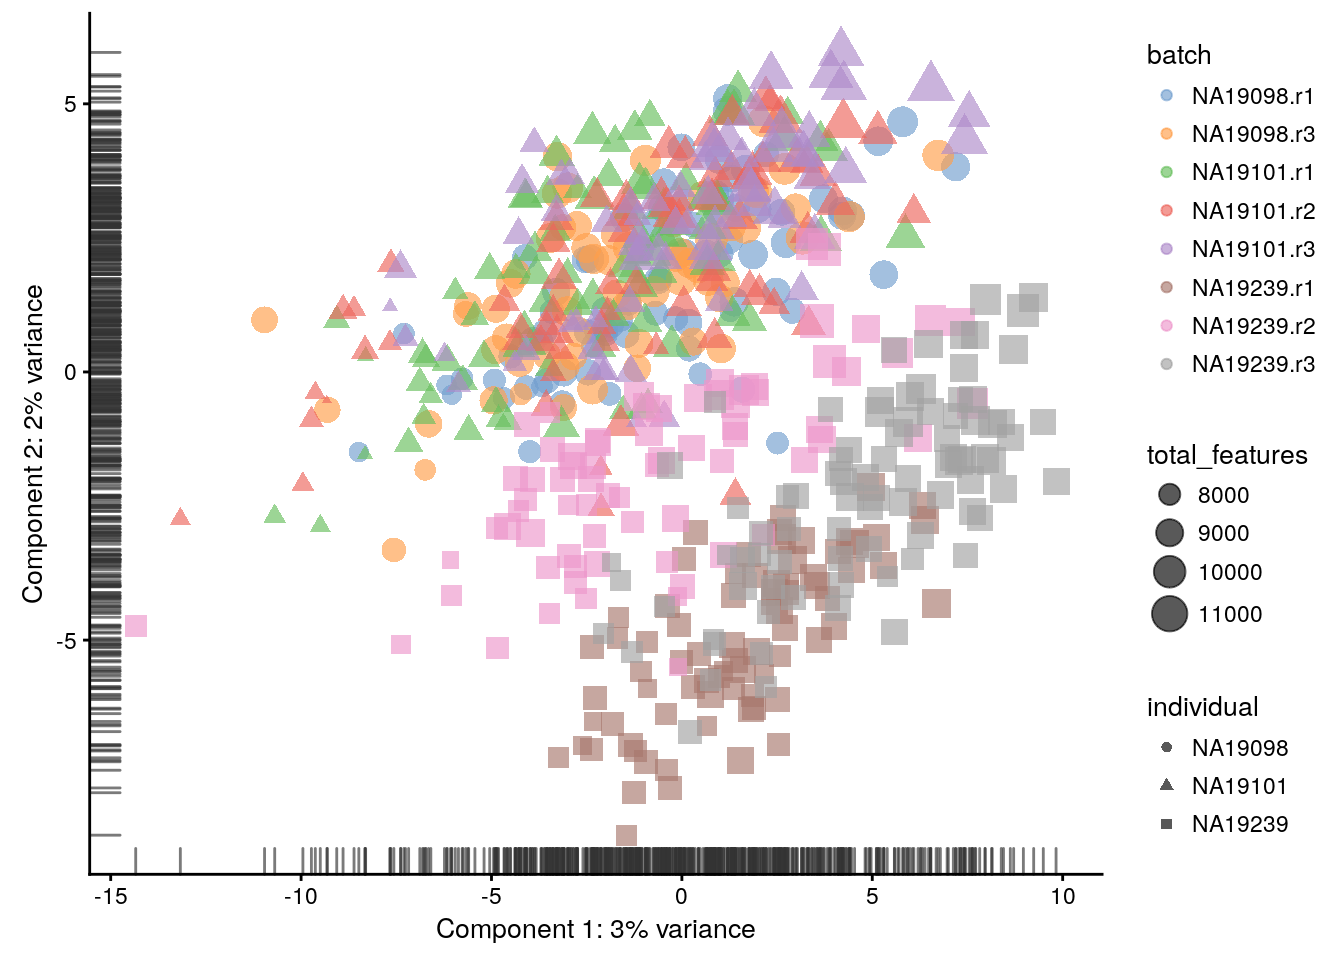 5
0
-5
Component 2: 2% variance
-15
-10
-5
0
5
10
Component 1: 3% variance
batch
NA19098.r1
NA19098.r3
NA19101.r1
NA19101.r2
NA19101.r3
NA19239.r1
NA19239.r2
NA19239.r3
total_features
8000
9000
10000
11000
individual
NA19098
NA19101
NA19239